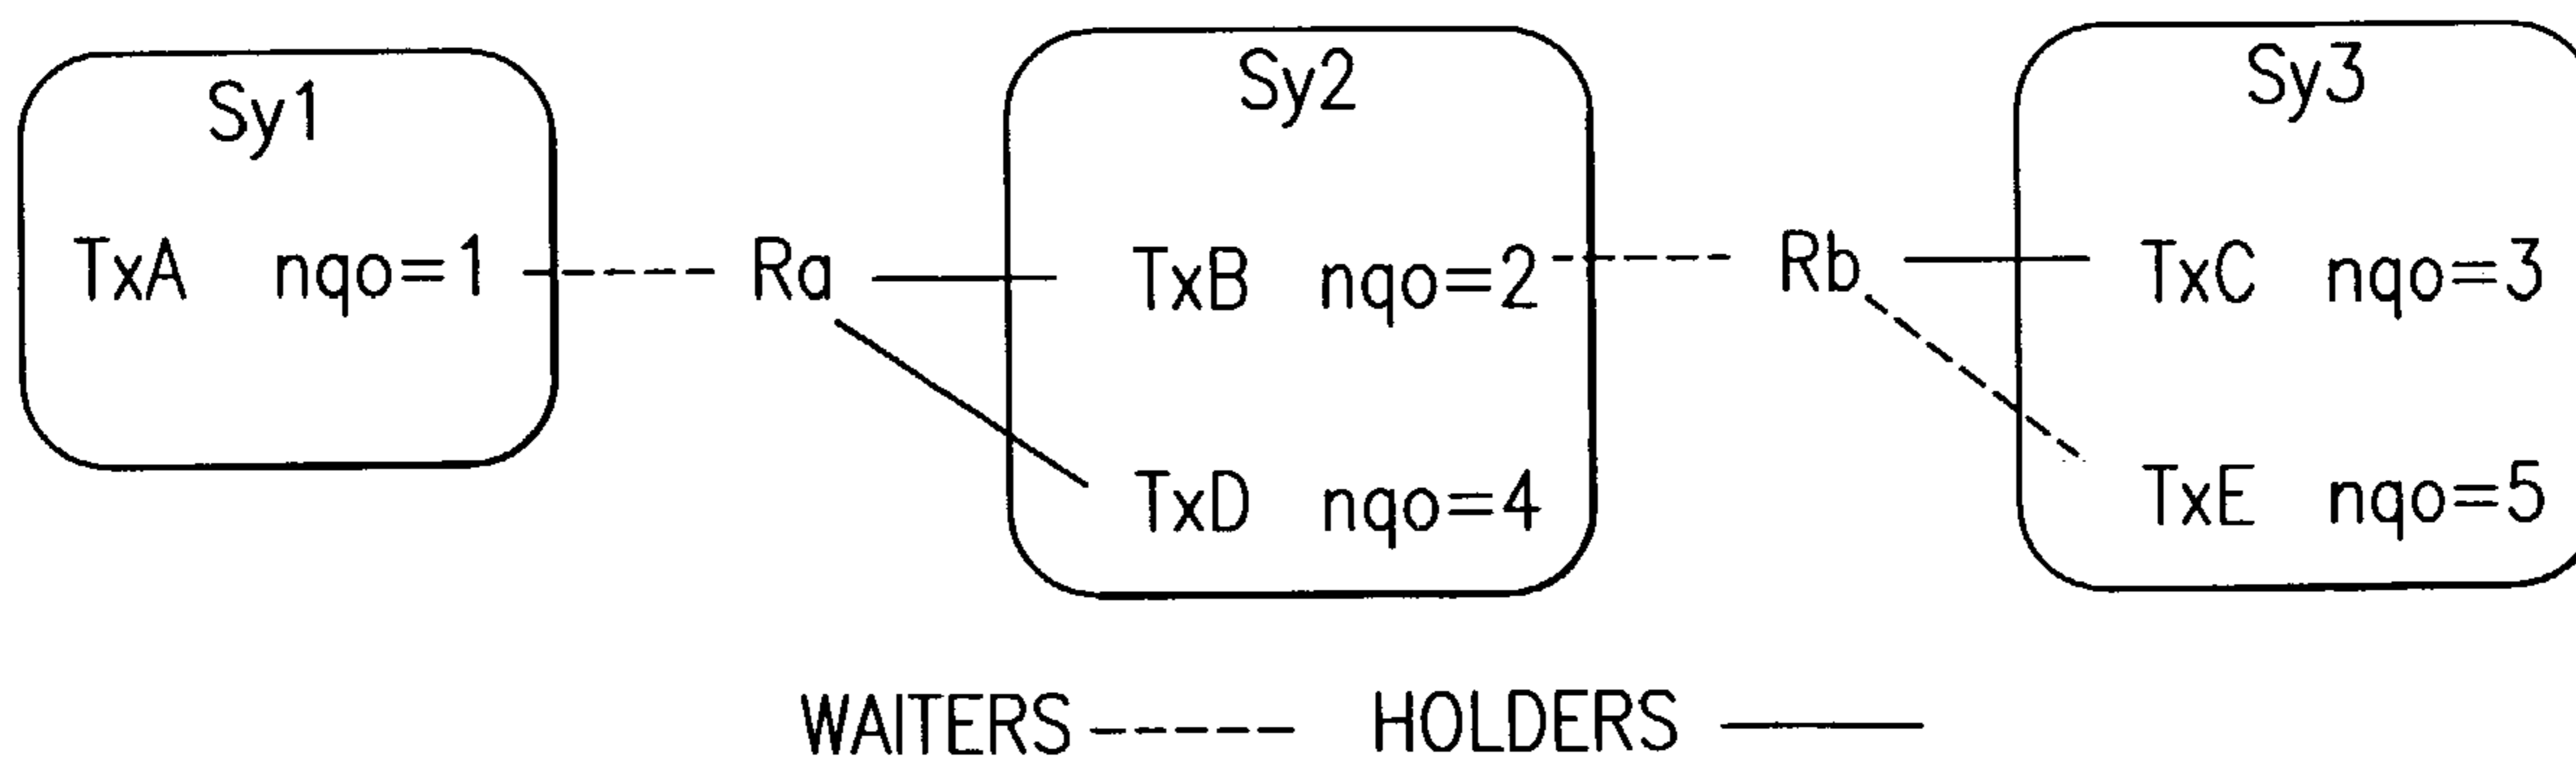 Sy1
Sy2
Sy3
TxA nqo=1
Ra
TxB nqo=2
Rb
TxC nqo=3
TxD nqo=4
TxE nqo=5
WAITERS
HOLDERS